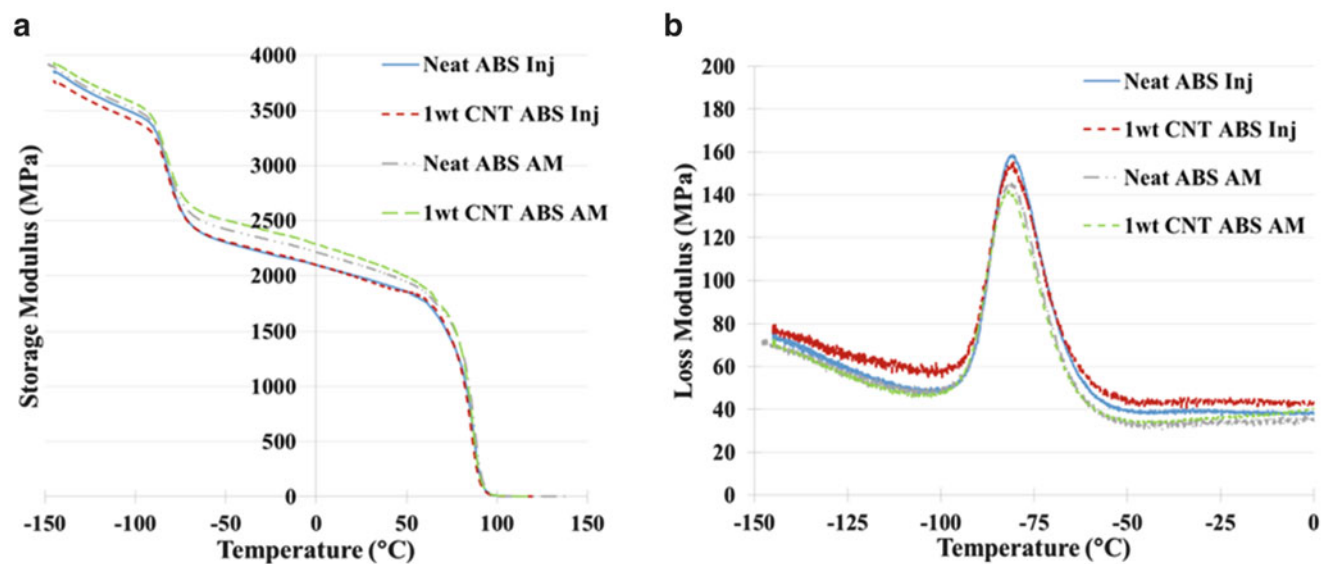 a
Storage Modulus (MPa)
4000
3500
3000
2500
2000
1500
1000
500
0
-150
-100
-50
0
50
100
150
Temperature (°C)
Neat ABS Inj
1wt CNT ABS Inj
Neat ABS AM
1wt CNT ABS AM
b
Loss Modulus (MPa)
200
180
160
140
120
100
80
60
40
20
0
-150
-125
-100
-75
-50
-25
0
Temperature (°C)
Neat ABS Inj
1wt CNT ABS Inj
Neat ABS AM
1wt CNT ABS AM